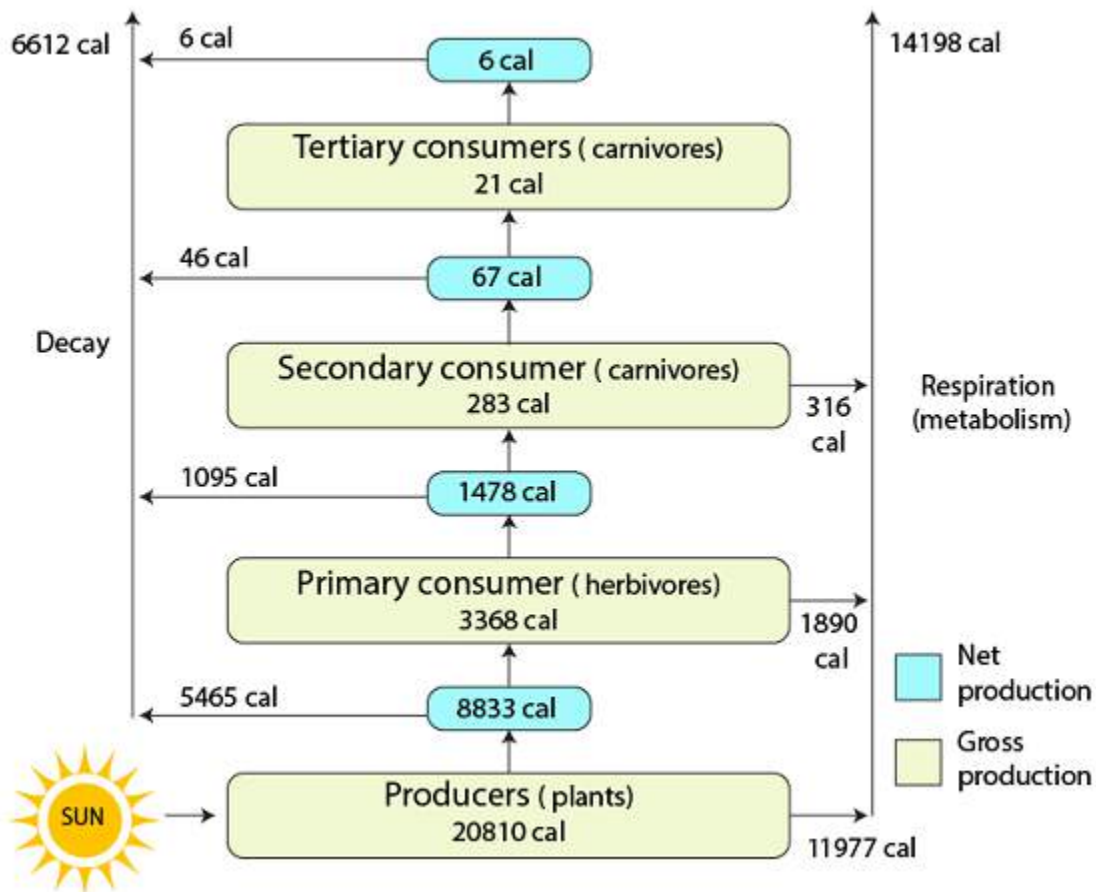 6612 cal
6 cal
6 cal
14198 cal
Tertiary consumers ( carnivores)
21 cal
46 cal
67 cal
Decay
Secondary consumer ( carnivores)
283 cal
316
cal
Respiration
(metabolism)
1095 cal
1478 cal
Primary consumer ( herbivores)
3368 cal
1890
cal
Net
production
5465 cal
8833 cal
Gross
production
SUN
Producers ( plants)
20810 cal
11977 cal